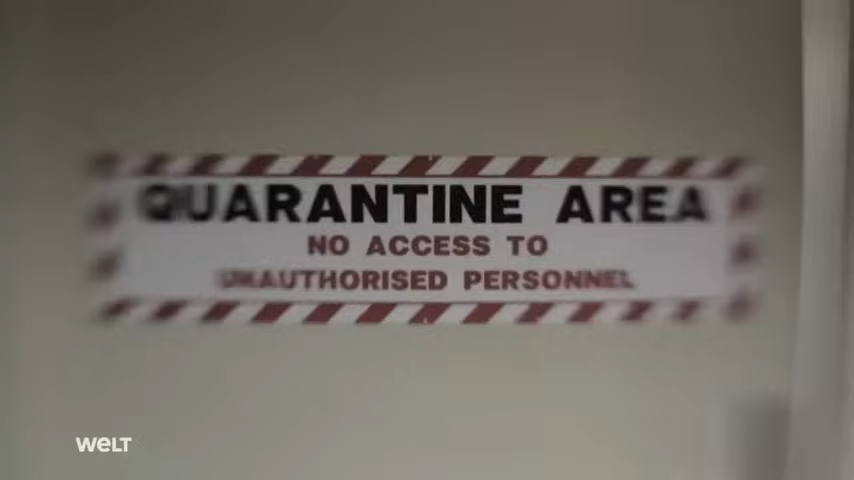 QUARANTINE AREA
NO ACCESS TO
UNAUTHORISED PERSONNEL
WELT